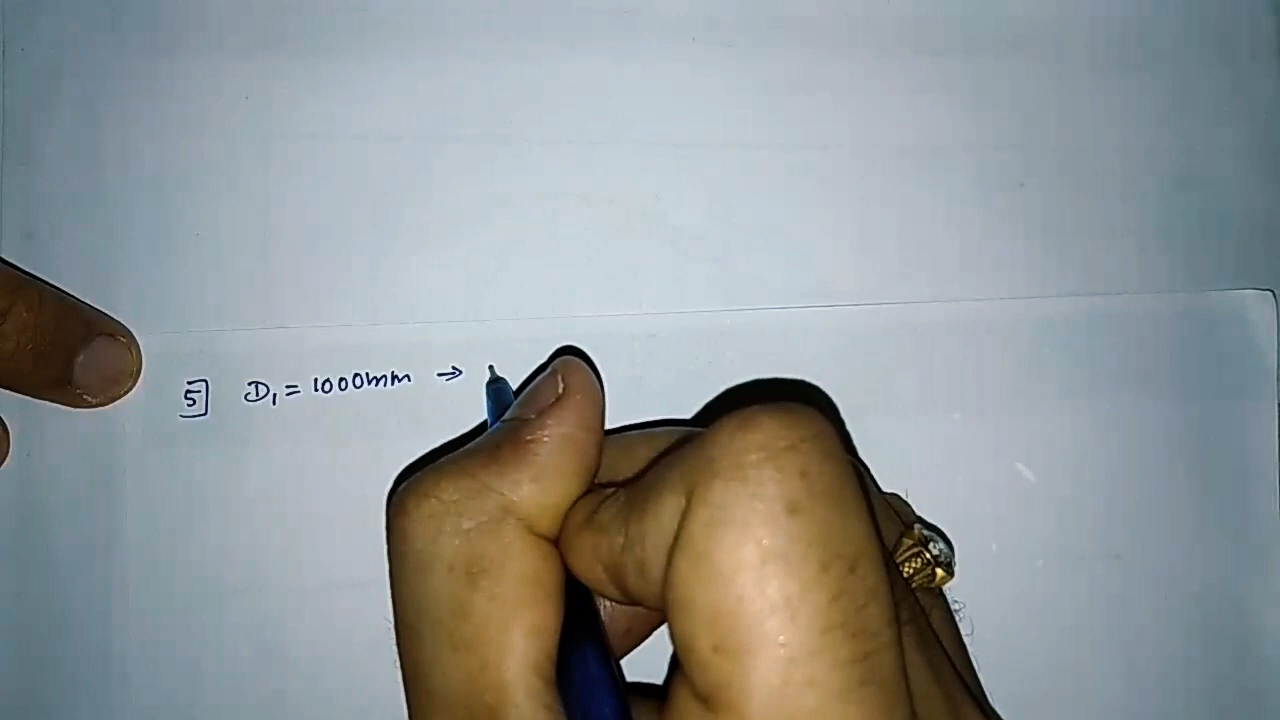 5] D₁ = 1000mm →